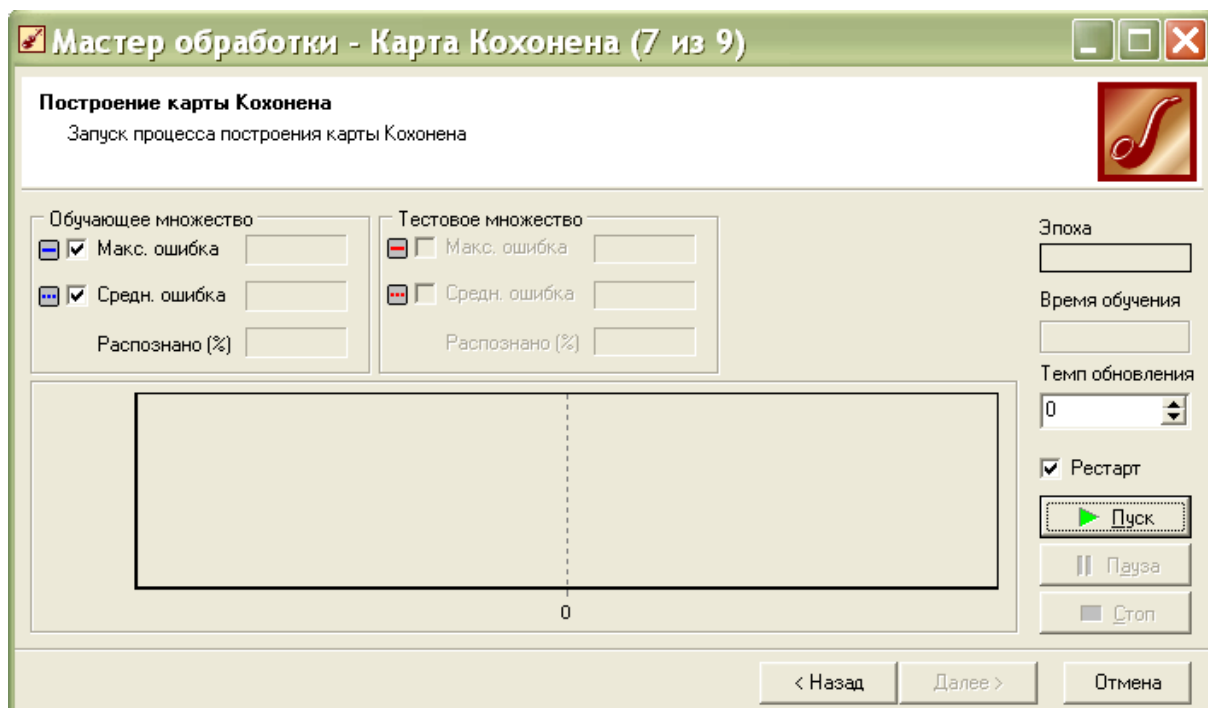 Мастер обработки - Карта Кохонена (7 из 9)
Построение карты Кохонена
Запуск процесса построения карты Кохонена
Обучающее множество
Макс. ошибка
Средн. ошибка
Распознано (%)
Тестовое множество
Макс. ошибка
Средн. ошибка
Распознано (%)
Эпоха
Время обучения
Темп обновления
0
Рестарт
Пуск
Пауза
Стоп
0
< Назад
Далее >
Отмена